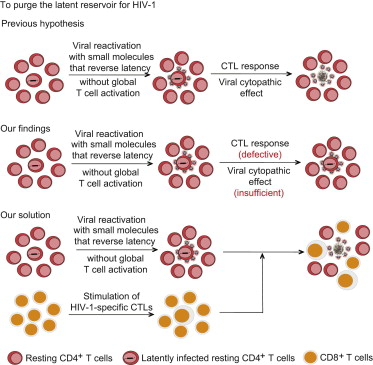 To purge the latent reservoir for HIV-1
Previous hypothesis
Viral reactivation
with small molecules
that reverse latency
without global
T cell activation
CTL response
Viral cytopathic
effect
Our findings
Viral reactivation
with small molecules
that reverse latency
without global
T cell activation
CTL response
(defective)
Viral cytopathic
effect
(insufficient)
Our solution
Viral reactivation
with small molecules
that reverse latency
without global
T cell activation
Stimulation of
HIV-1-specific CTLs
Resting CD4+ T cells
Latently infected resting CD4+ T cells
CD8+ T cells